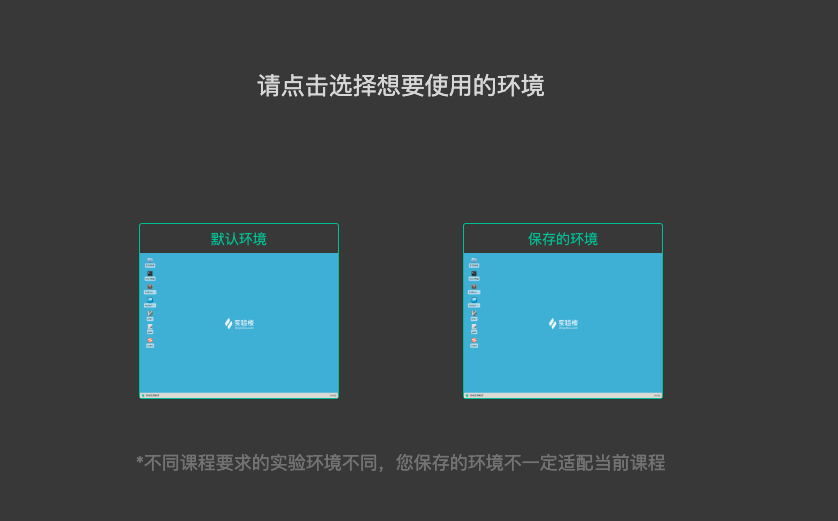 请点击选择想要使用的环境
默认环境
保存的环境
实验楼
实验楼
*不同课程要求的实验环境不同，您保存的环境不一定适配当前课程